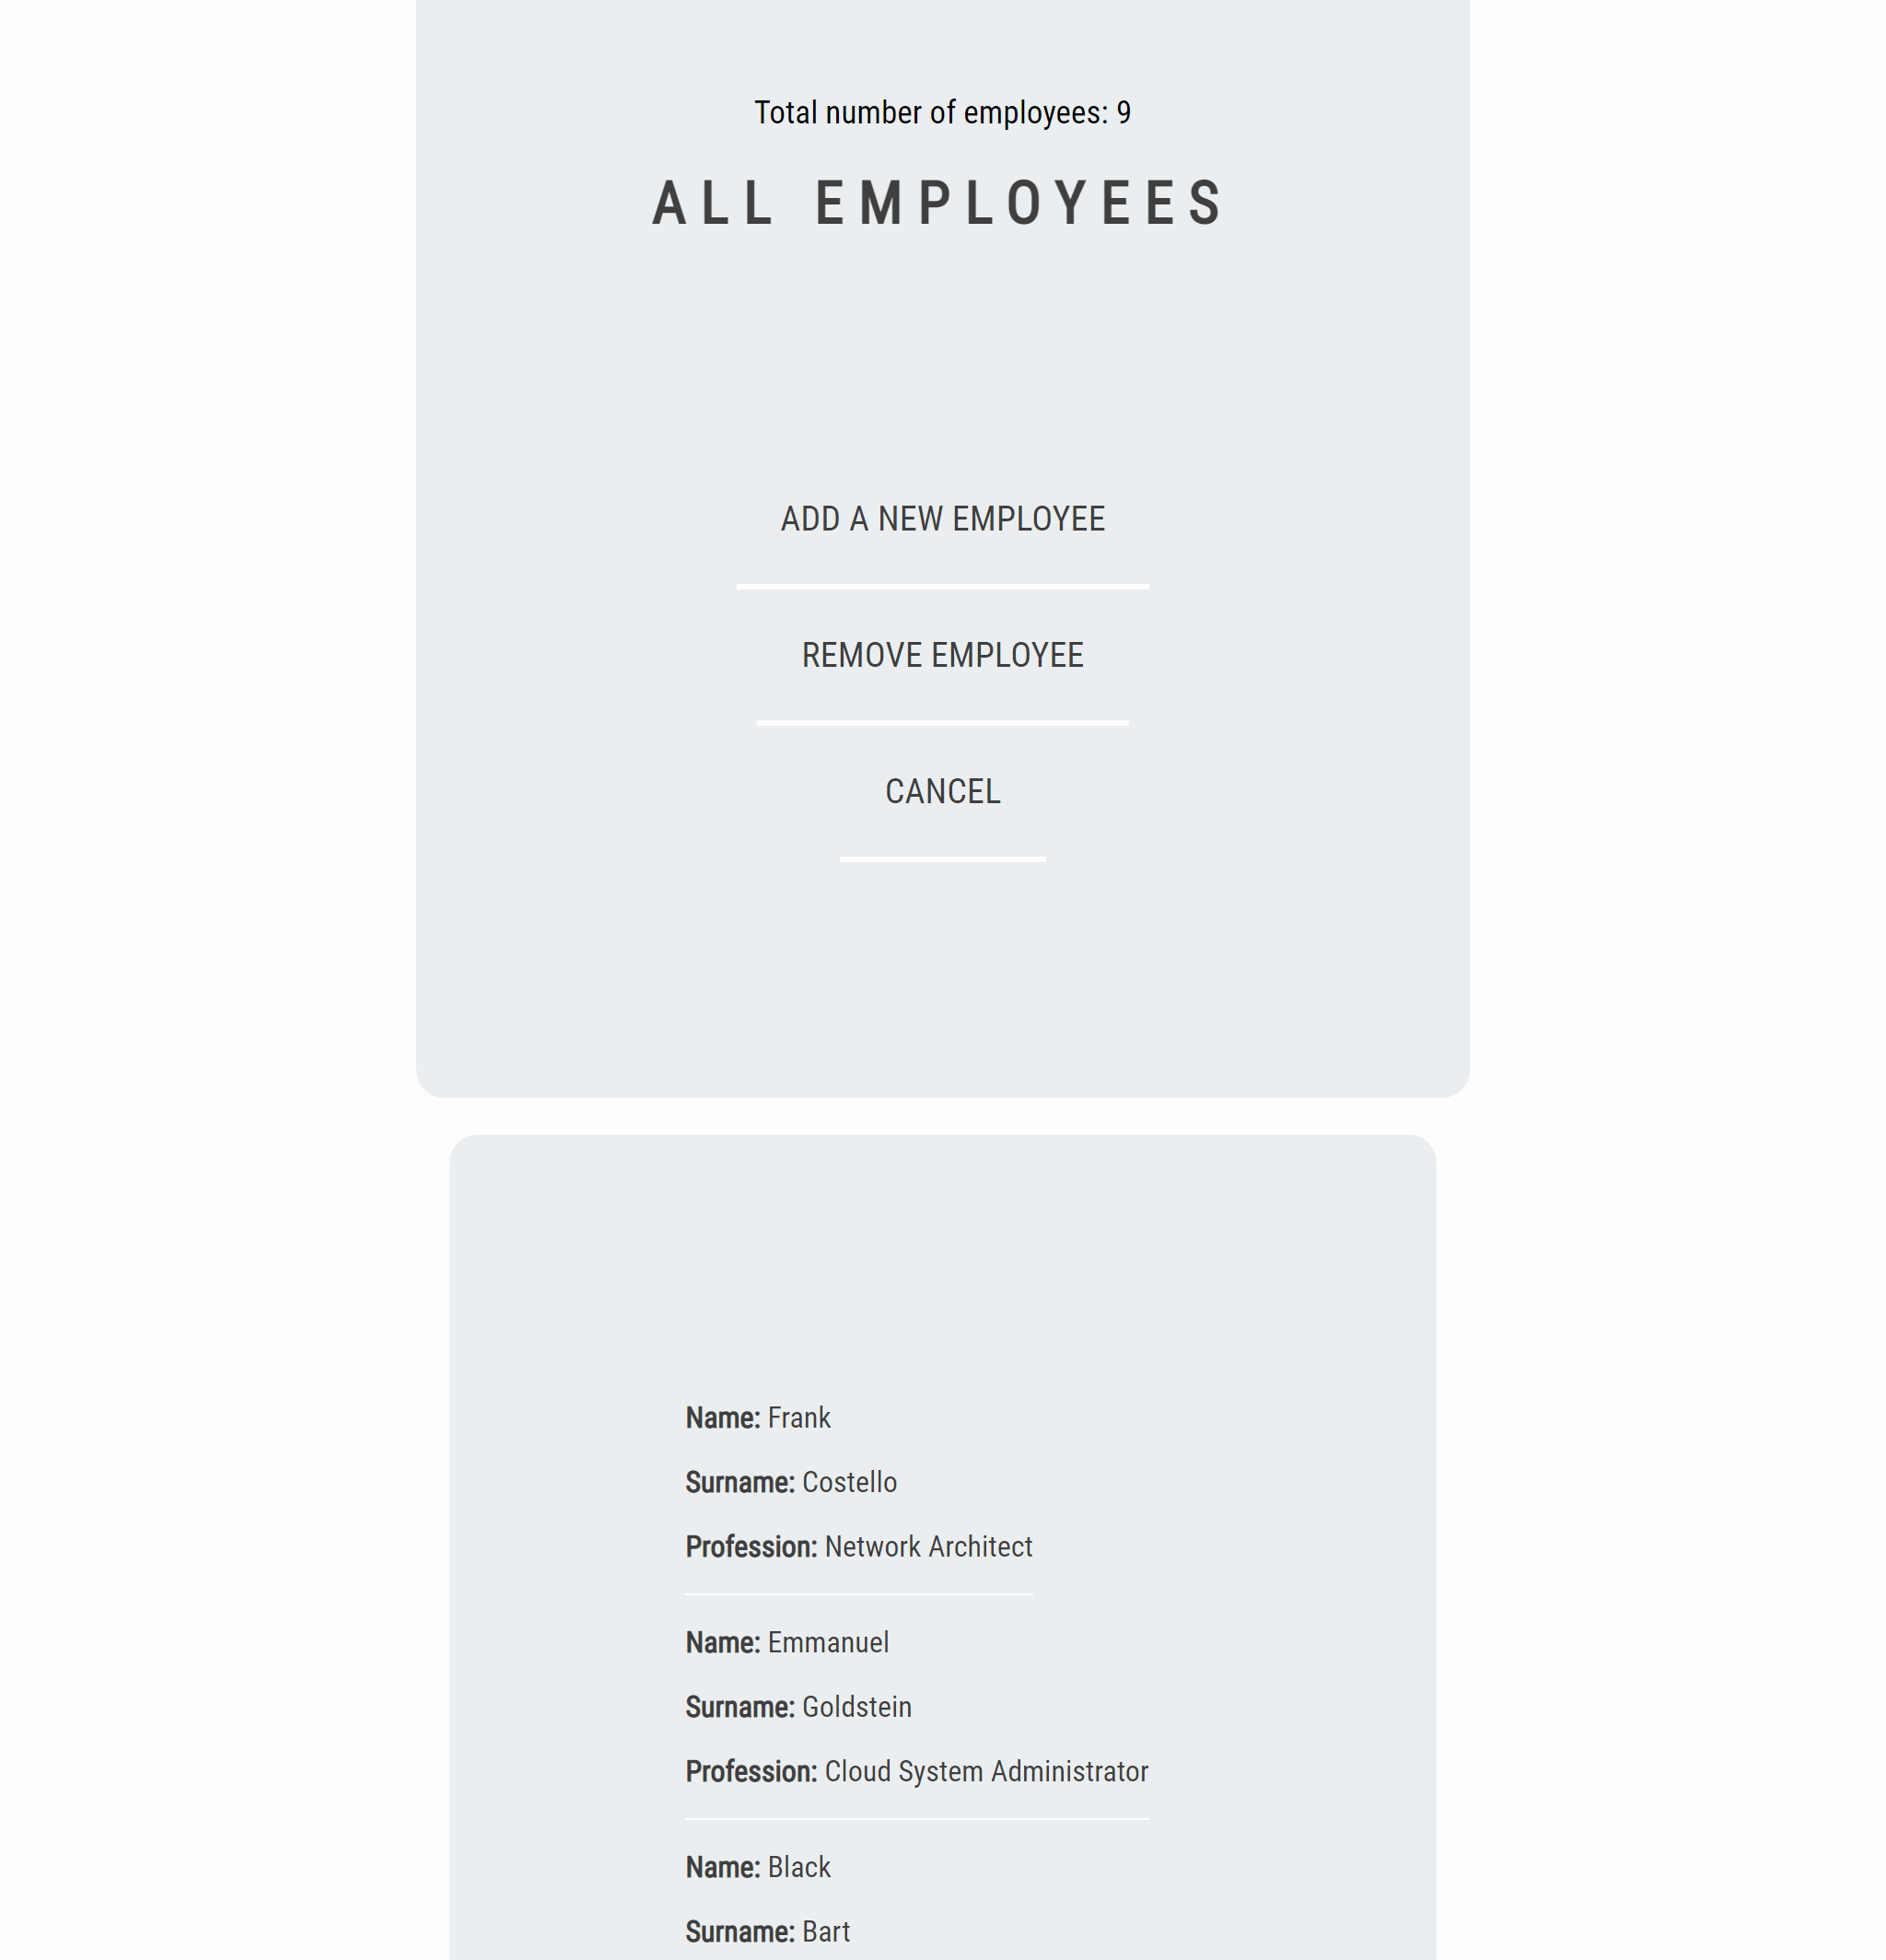 Total number of employees: 9
ALL EMPLOYEES
ADD A NEW EMPLOYEE
REMOVE EMPLOYEE
CANCEL
Name: Frank
Surname: Costello
Profession: Network Architect
Name: Emmanuel
Surname: Goldstein
Profession: Cloud System Administrator
Name: Black
Surname: Bart